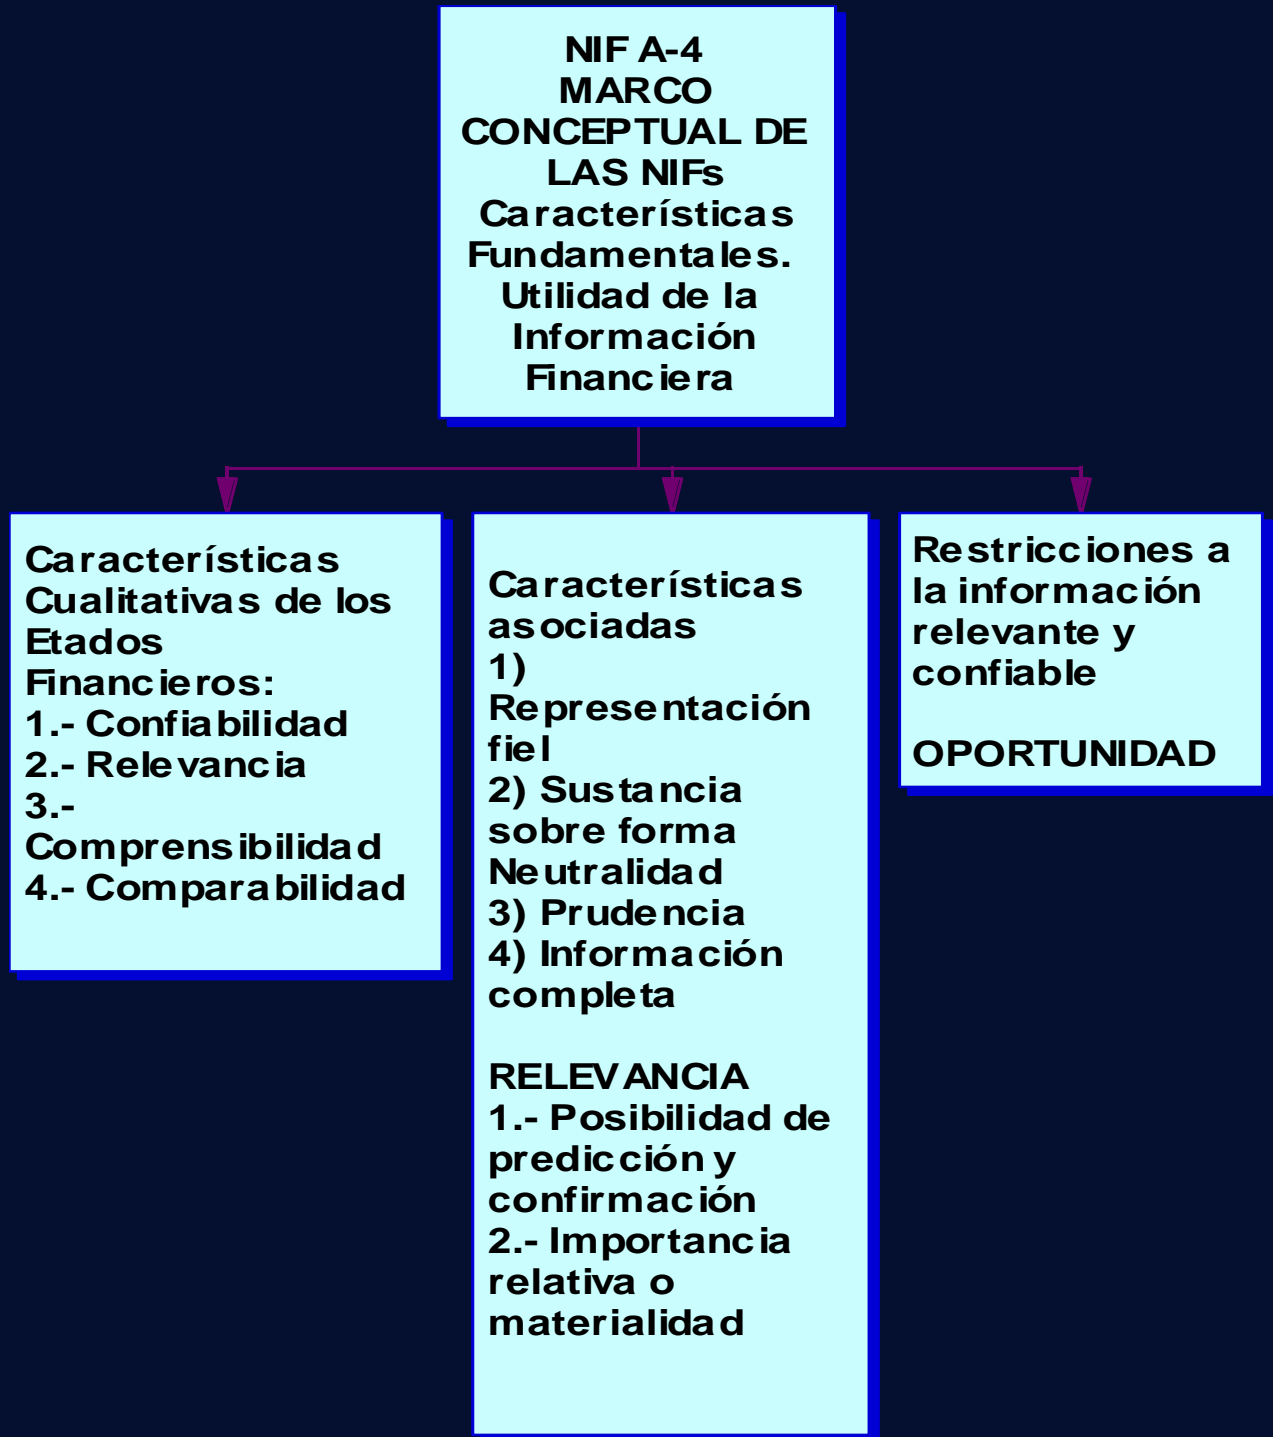 NIF A-4
MARCO
CONCEPTUAL DE
LAS NIFs
Características
Fundamentales.
Utilidad de la
Información
Financiera
Características
Cualitativas de los
Etados
Financieros:
1.- Confiabilidad
2.- Relevancia
3.-
Comprensibilidad
4.- Comparabilidad
Características
asociadas
1)
Representación
fiel
2) Sustancia
sobre forma
Neutralidad
3) Prudencia
4) Información
completa
RELEVANCIA
1.- Posibilidad de
predicción y
confirmación
2.- Importancia
relativa o
materialidad
Restricciones a
la información
relevante y
confiable
OPORTUNIDAD